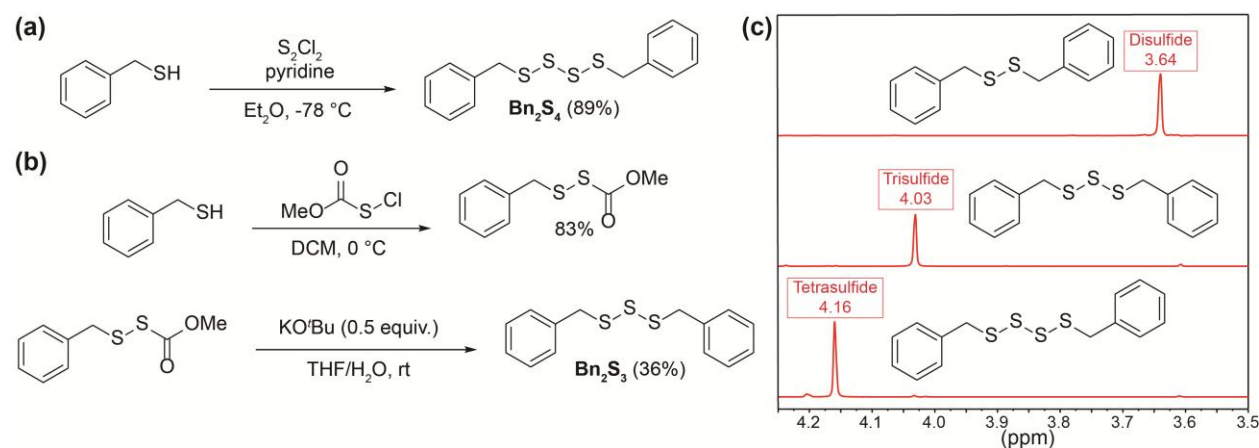 (a)
SH
S2Cl2
pyridine
Et2O, -78 °C
S S S S
Bn2S4 (89%)
(b)
SH
O
MeO S Cl
DCM, 0 °C
S S OMe
O
83%
S S OMe
O
KOtBu (0.5 equiv.)
THF/H2O, rt
S S S
Bn2S3 (36%)
(c)
Disulfide
3.64
S S
Trisulfide
4.03
S S S
Tetrasulfide
4.16
S S S S
4.2 4.1 4.0 3.9 3.8 3.7 3.6 3.5
(ppm)